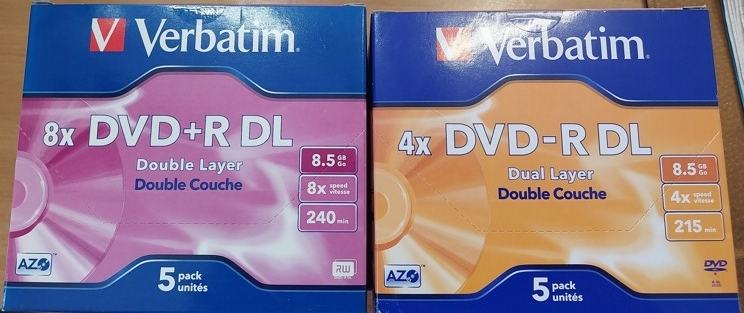 Verbatim
8x DVD+R DL
Double Layer
Double Couche
8.5 GB Go
8x speed vitesse
240 min
AZO
RW
5 pack unités
Verbatim
4x DVD-R DL
Dual Layer
Double Couche
8.5 GB Go
4x speed vitesse
215 min
AZO
DVD
5 pack unités